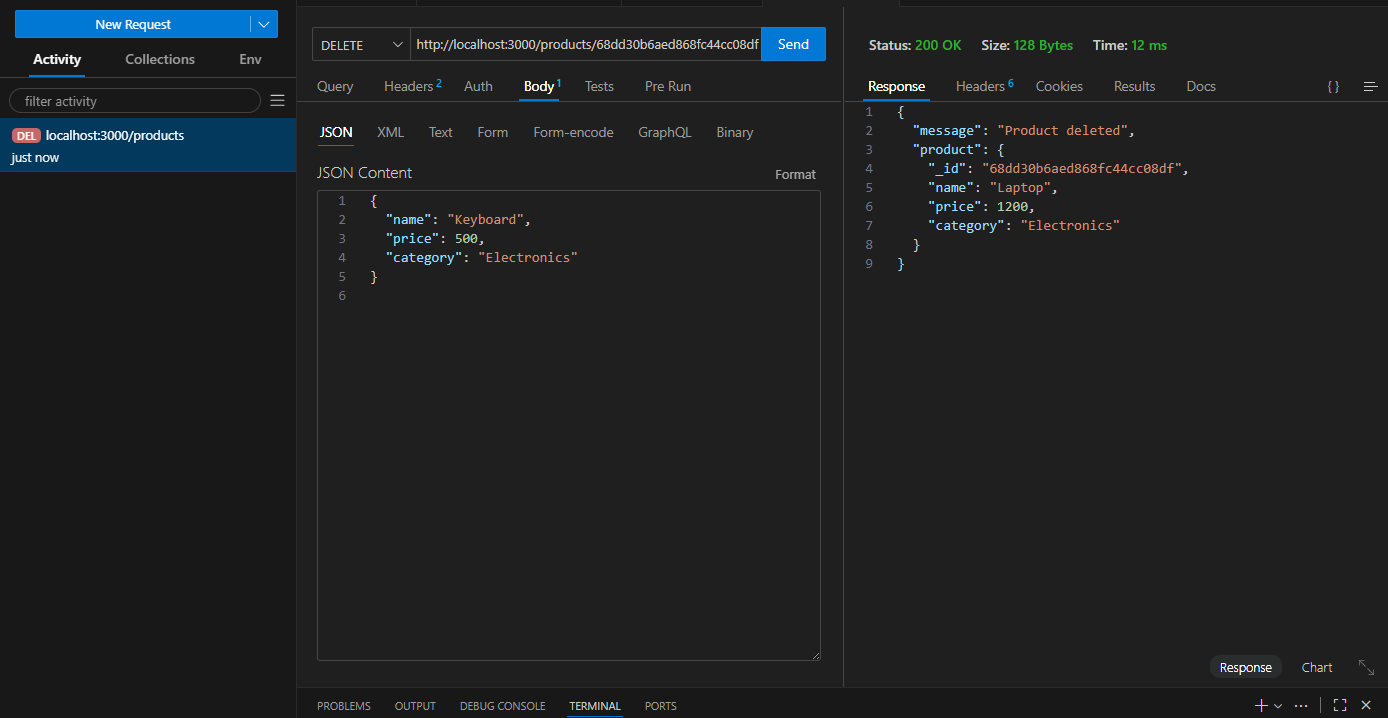 New Request
Activity Collections Env
filter activity
DEL localhost:3000/products
just now
DELETE http://localhost:3000/products/68dd30b6aed868fc44cc08df Send
Query Headers 2 Auth Body 1 Tests Pre Run
JSON XML Text Form Form-encode GraphQL Binary
JSON Content Format
1 {
2 "name": "Keyboard",
3 "price": 500,
4 "category": "Electronics"
5 }
6
Status: 200 OK Size: 128 Bytes Time: 12 ms
Response Headers 6 Cookies Results Docs { }
1 {
2 "message": "Product deleted",
3 "product": {
4 "_id": "68dd30b6aed868fc44cc08df",
5 "name": "Laptop",
6 "price": 1200,
7 "category": "Electronics"
8 }
9 }
Response Chart
PROBLEMS OUTPUT DEBUG CONSOLE TERMINAL PORTS